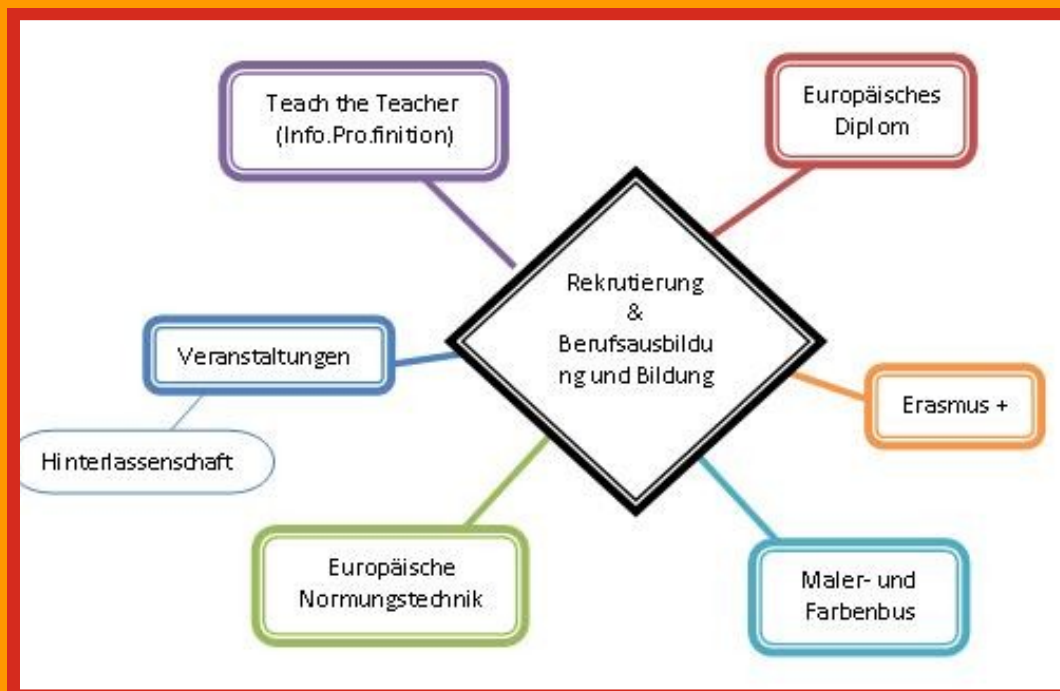 Teach the Teacher
(Info.Pro.finition)
Europäisches
Diplom
Rekrutierung
&
Berufsausbildu
ng und Bildung
Veranstaltungen
Erasmus +
Hinterlassenschaft
Europäische
Normungstechnik
Maler- und
Farbenbus